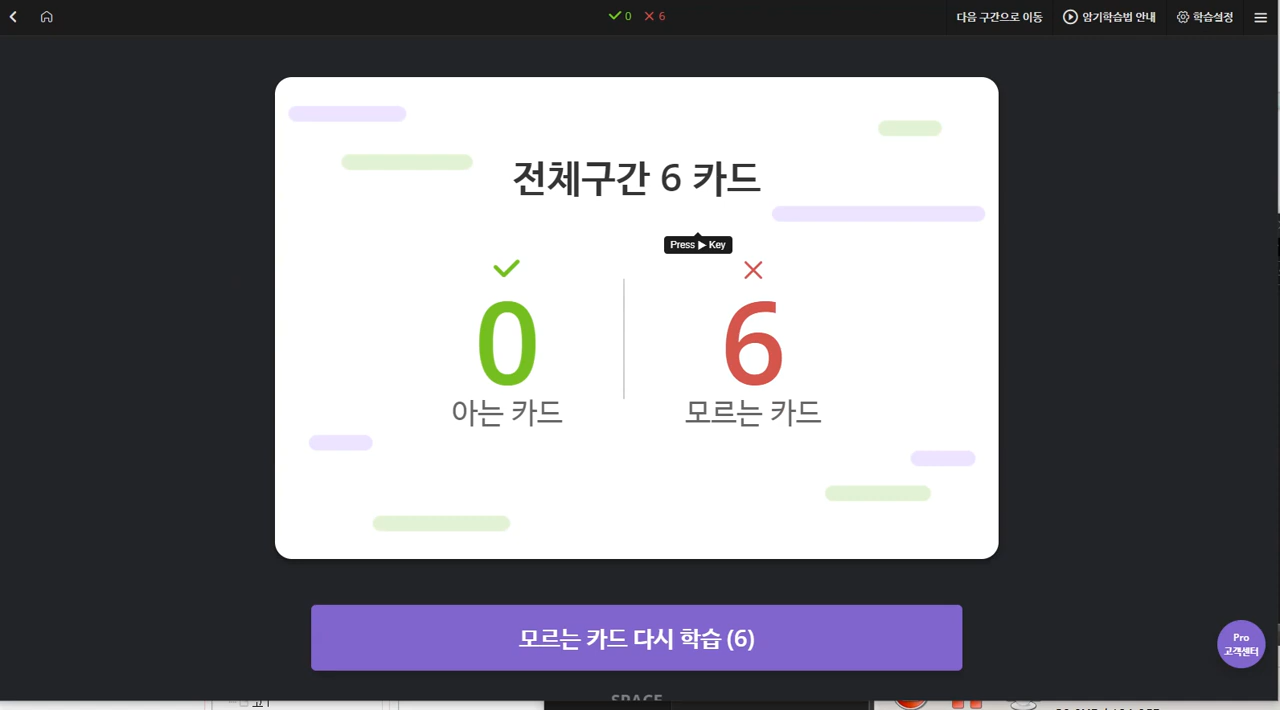 0 6
다음 구간으로 이동
암기학습법 안내
학습설정
전체구간 6 카드
Press ▶ Key
0
아는 카드
6
모르는 카드
모르는 카드 다시 학습 (6)
Pro
고객센터
SPACE